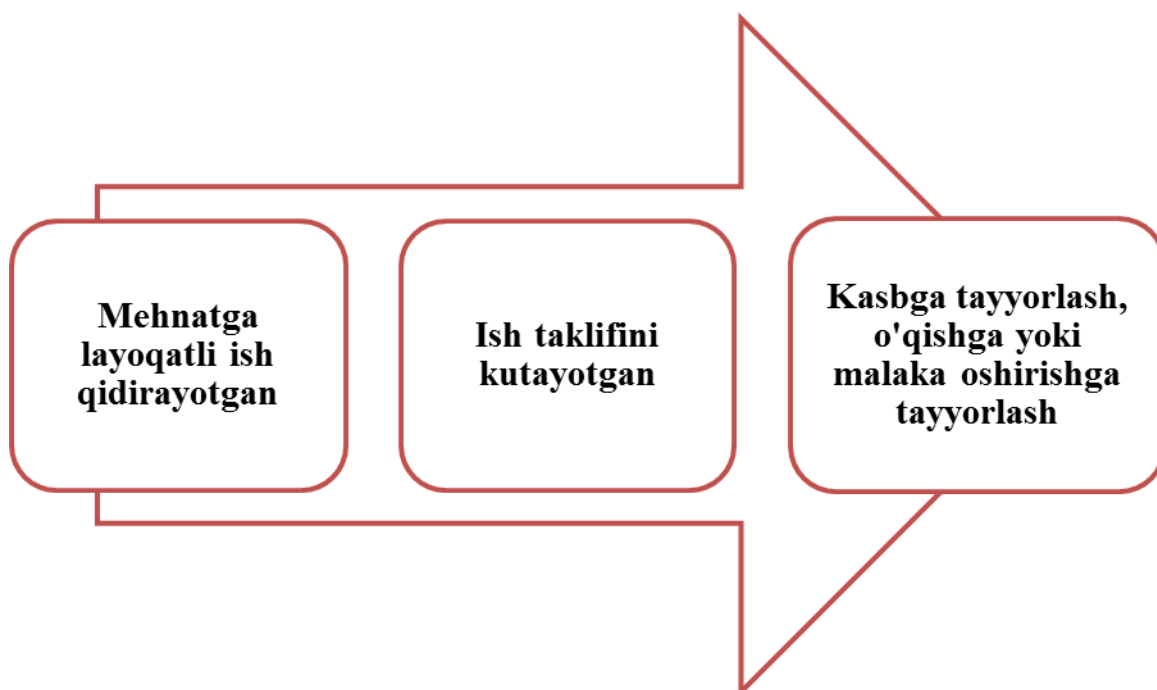 Mehnatga
layoqatli ish
qidirayotgan
Ish taklifini
kutayotgan
Kasbga tayyorlash,
o'qishga yoki
malaka oshirishga
tayyorlash